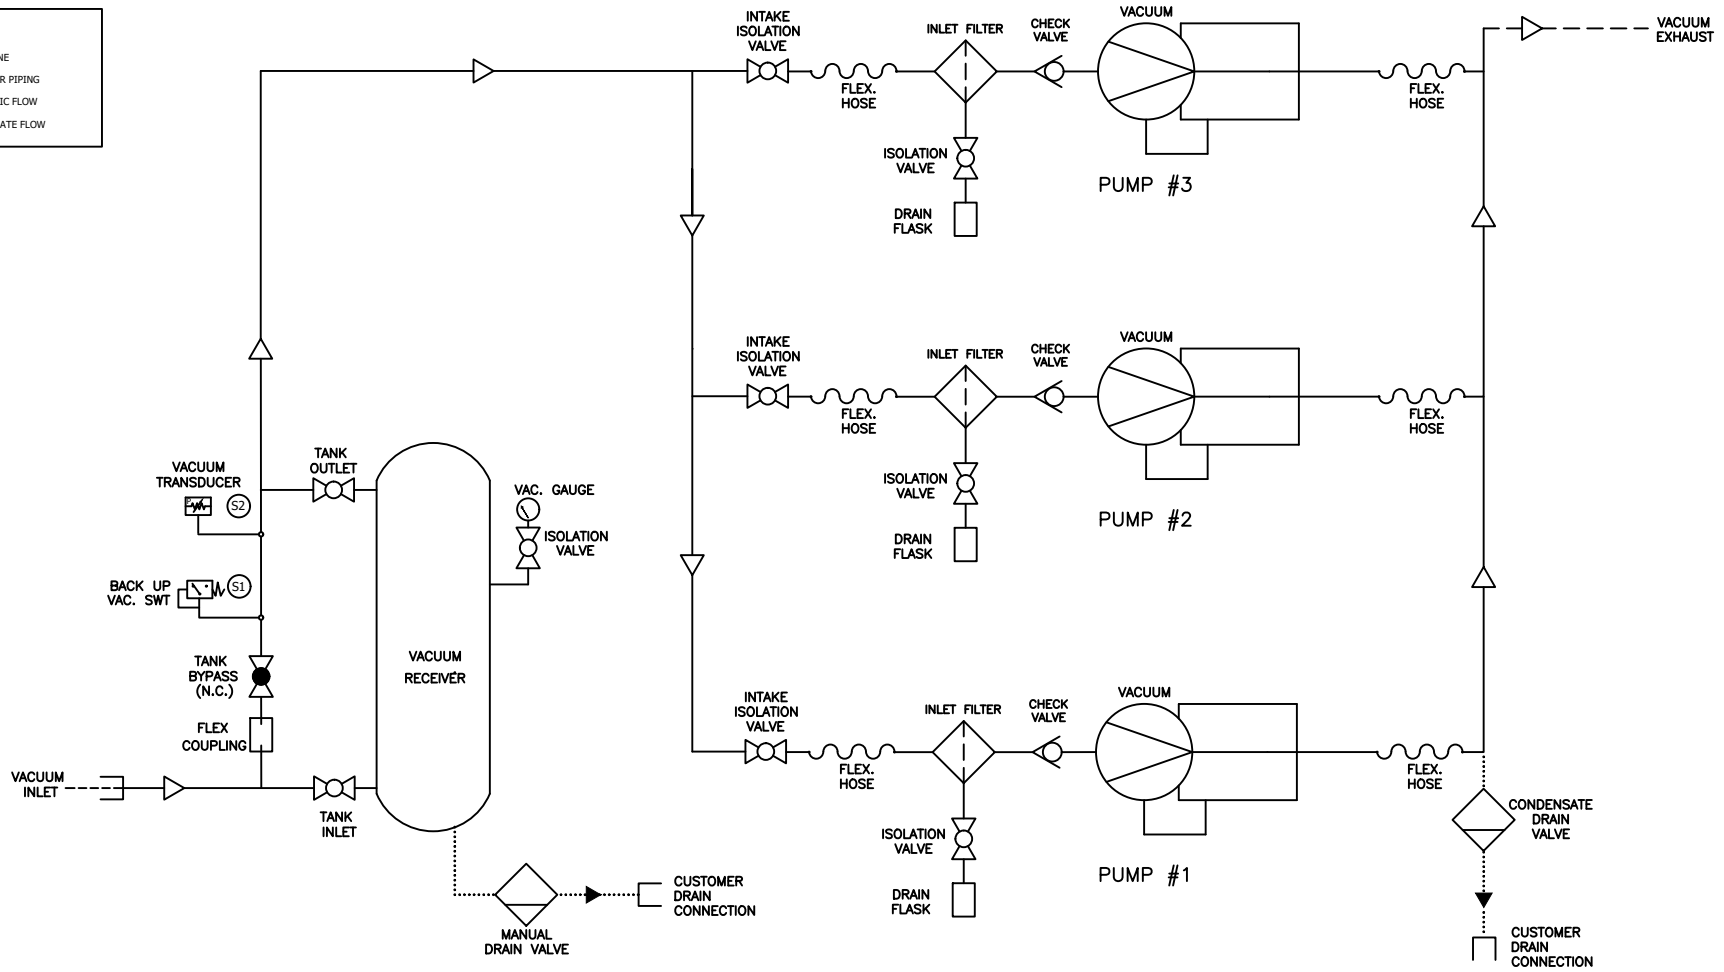 NE
R PIPING
IC FLOW
ATE FLOW
INTAKE
ISOLATION
VALVE
FLEX.
HOSE
INLET FILTER
CHECK
VALVE
VACUUM
FLEX.
HOSE
VACUUM
EXHAUST
ISOLATION
VALVE
DRAIN
FLASK
PUMP #3
INTAKE
ISOLATION
VALVE
FLEX.
HOSE
INLET FILTER
CHECK
VALVE
VACUUM
FLEX.
HOSE
ISOLATION
VALVE
DRAIN
FLASK
PUMP #2
VACUUM
TRANSDUCER
P
S2
TANK
OUTLET
VAC. GAUGE
ISOLATION
VALVE
BACK UP
VAC. SWT
S1
TANK
BYPASS
(N.C.)
FLEX
COUPLING
VACUUM
RECEIVER
VACUUM
INLET
TANK
INLET
INTAKE
ISOLATION
VALVE
FLEX.
HOSE
INLET FILTER
CHECK
VALVE
VACUUM
FLEX.
HOSE
ISOLATION
VALVE
DRAIN
FLASK
PUMP #1
CONDENSATE
DRAIN
VALVE
MANUAL
DRAIN VALVE
CUSTOMER
DRAIN
CONNECTION
CUSTOMER
DRAIN
CONNECTION